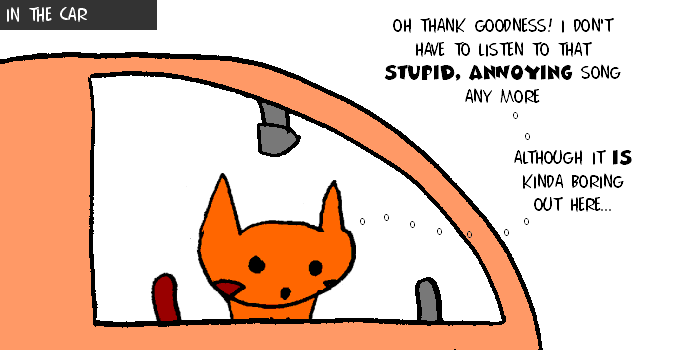 IN THE CAR
OH THANK GOODNESS! I DON'T
HAVE TO LISTEN TO THAT
STUPID, ANNOYING SONG
ANY MORE
ALTHOUGH IT IS
KINDA BORING
OUT HERE...